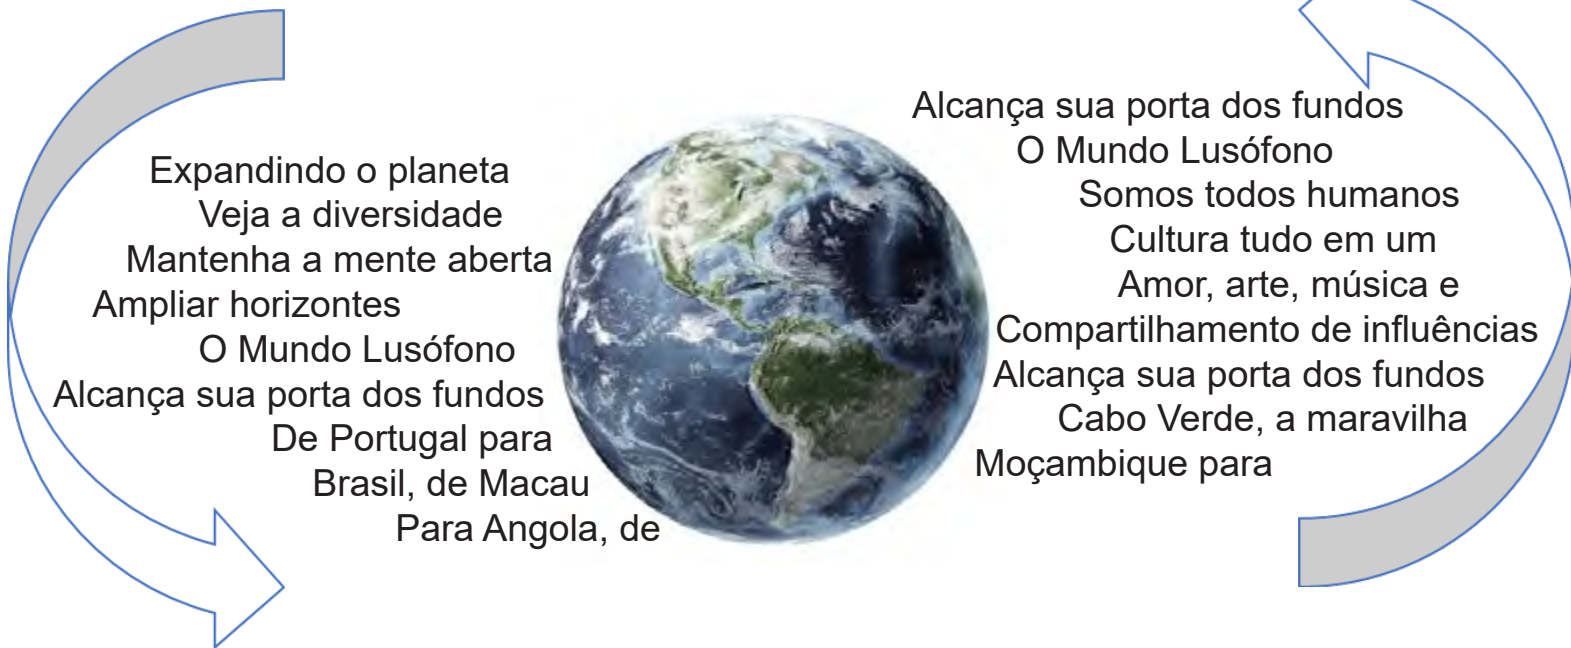 Expandindo o planeta
Veja a diversidade
Mantenha a mente aberta
Ampliar horizontes
O Mundo Lusófono
Alcança sua porta dos fundos
De Portugal para
Brasil, de Macau
Para Angola, de
Moçambique para
Cabo Verde, a maravilha
Alcança sua porta dos fundos
Compartilhamento de influências
Amor, arte, música e
Cultura tudo em um
Somos todos humanos
O Mundo Lusófono
Alcança sua porta dos fundos